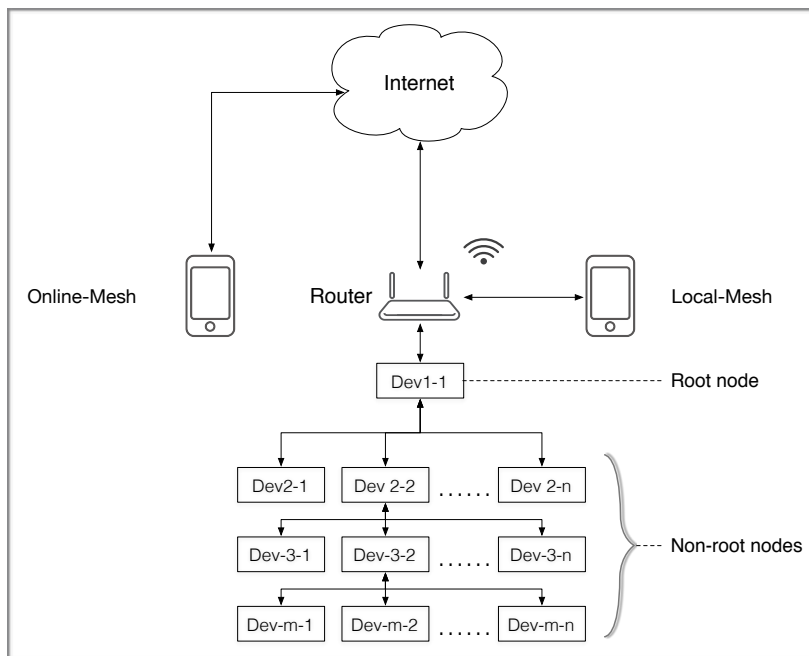 Internet
Online-Mesh
Router
Local-Mesh
Dev1-1
Root node
Dev2-1 Dev 2-2 ...... Dev 2-n
Dev-3-1 Dev-3-2 ...... Dev-3-n
Non-root nodes
Dev-m-1 Dev-m-2 ...... Dev-m-n